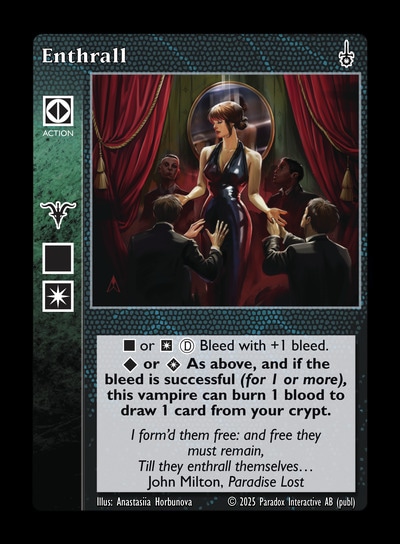 Enthrall
ACTION
or Ⓓ Bleed with +1 bleed.
or As above, and if the
bleed is successful (for 1 or more),
this vampire can burn 1 blood to
draw 1 card from your crypt.
I form'd them free: and free they
must remain,
Till they enthrall themselves…
John Milton, Paradise Lost
Illus: Anastasiia Horbunova © 2025 Paradox Interactive AB (publ)